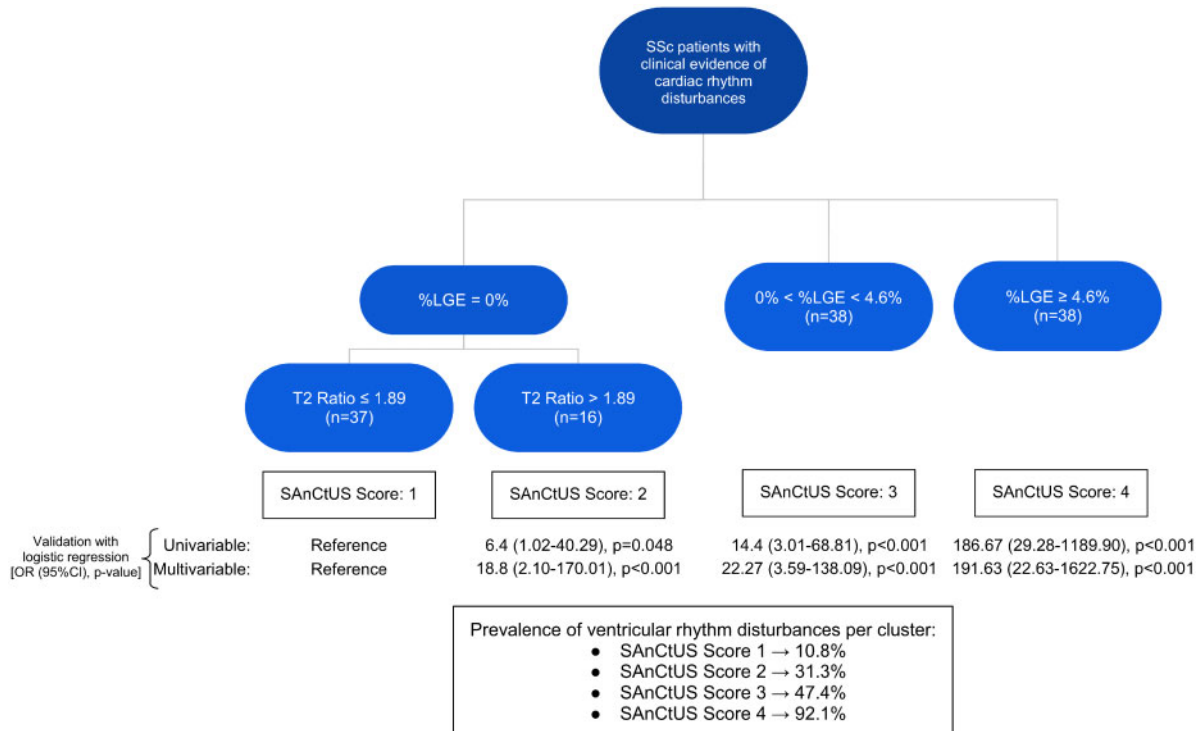 SSc patients with
clinical evidence of
cardiac rhythm
disturbances
%LGE = 0%
0% < %LGE < 4.6%
(n=38)
%LGE ≥ 4.6%
(n=38)
T2 Ratio ≤ 1.89
(n=37)
T2 Ratio > 1.89
(n=16)
SAnCtUS Score: 1
SAnCtUS Score: 2
SAnCtUS Score: 3
SAnCtUS Score: 4
Validation with
logistic regression
[OR (95%CI), p-value]
Univariable: Reference 6.4 (1.02-40.29), p=0.048 14.4 (3.01-68.81), p<0.001 186.67 (29.28-1189.90), p<0.001
Multivariable: Reference 18.8 (2.10-170.01), p<0.001 22.27 (3.59-138.09), p<0.001 191.63 (22.63-1622.75), p<0.001
Prevalence of ventricular rhythm disturbances per cluster:
● SAnCtUS Score 1 → 10.8%
● SAnCtUS Score 2 → 31.3%
● SAnCtUS Score 3 → 47.4%
● SAnCtUS Score 4 → 92.1%